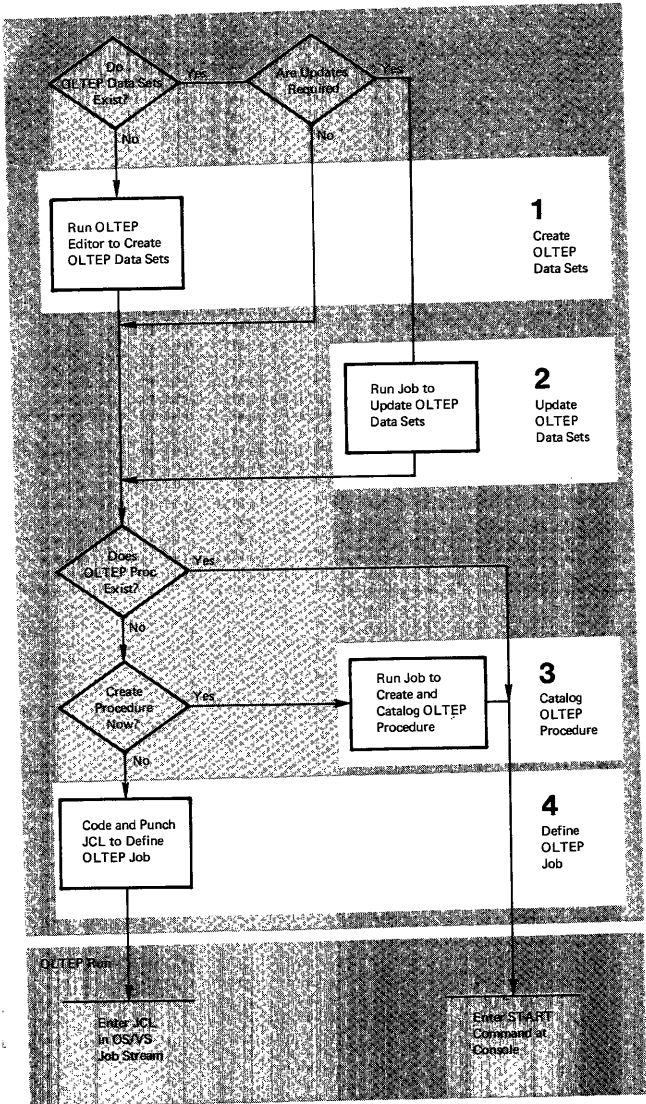 Do
OLTEP Data Sets
Exist?
Yes
Are Updates
Required
Yes
No
No
Run OLTEP
Editor to Create
OLTEP Data Sets
1
Create
OLTEP
Data Sets
Run Job to
Update OLTEP
Data Sets
2
Update
OLTEP
Data Sets
Does
OLTEP Proc
Exist?
Yes
No
Create
Procedure
Now?
Yes
Run Job to
Create and
Catalog OLTEP
Procedure
3
Catalog
OLTEP
Procedure
No
Code and Punch
JCL to Define
OLTEP Job
4
Define
OLTEP
Job
OLTEP Run
Enter JCL
in OS/VS
Job Stream
Enter START
Command at
Console